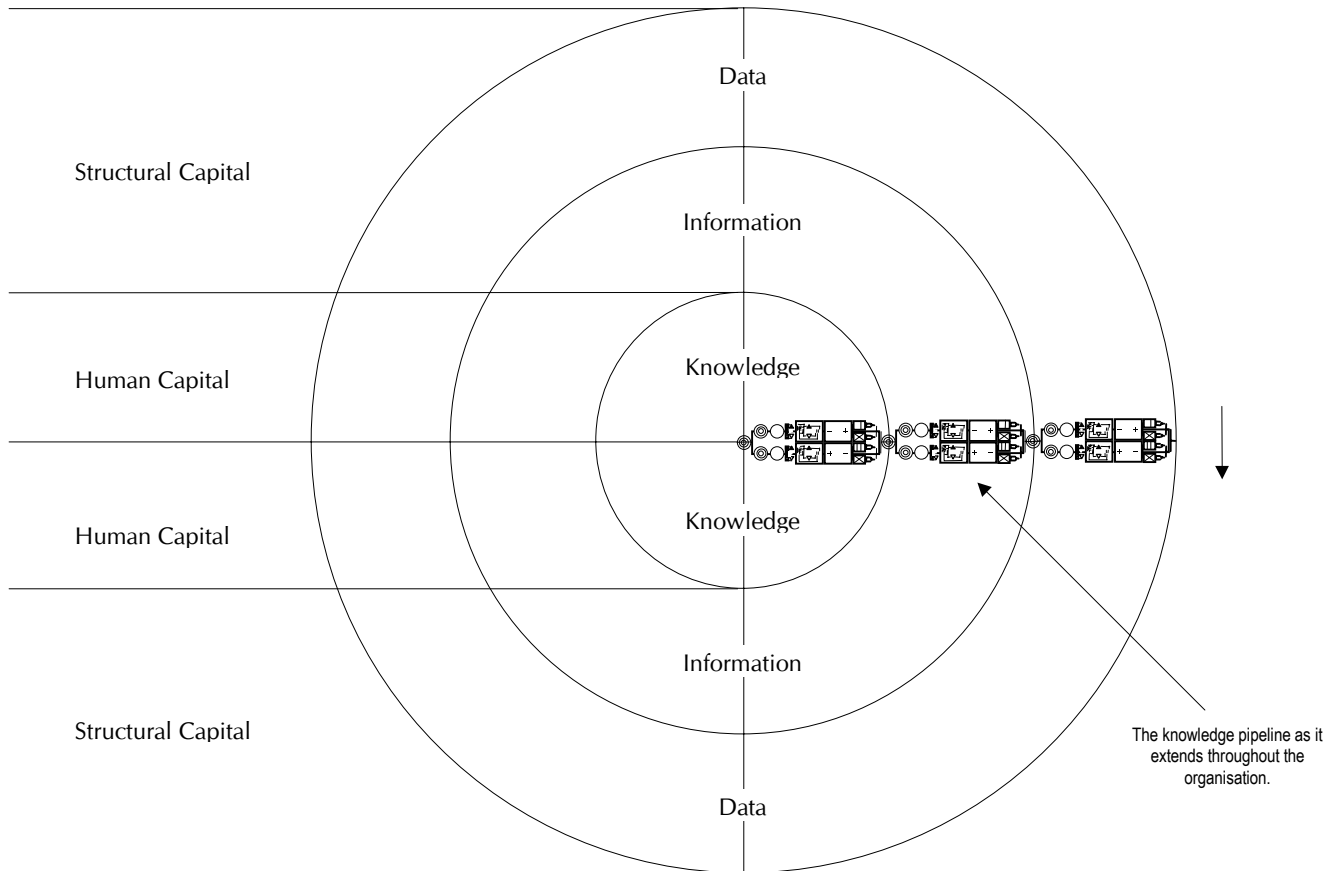 Data
Structural Capital
Information
Human Capital
Knowledge
Knowledge
Human Capital
Information
Structural Capital
The knowledge pipeline as it
extends throughout the
organisation.
Data